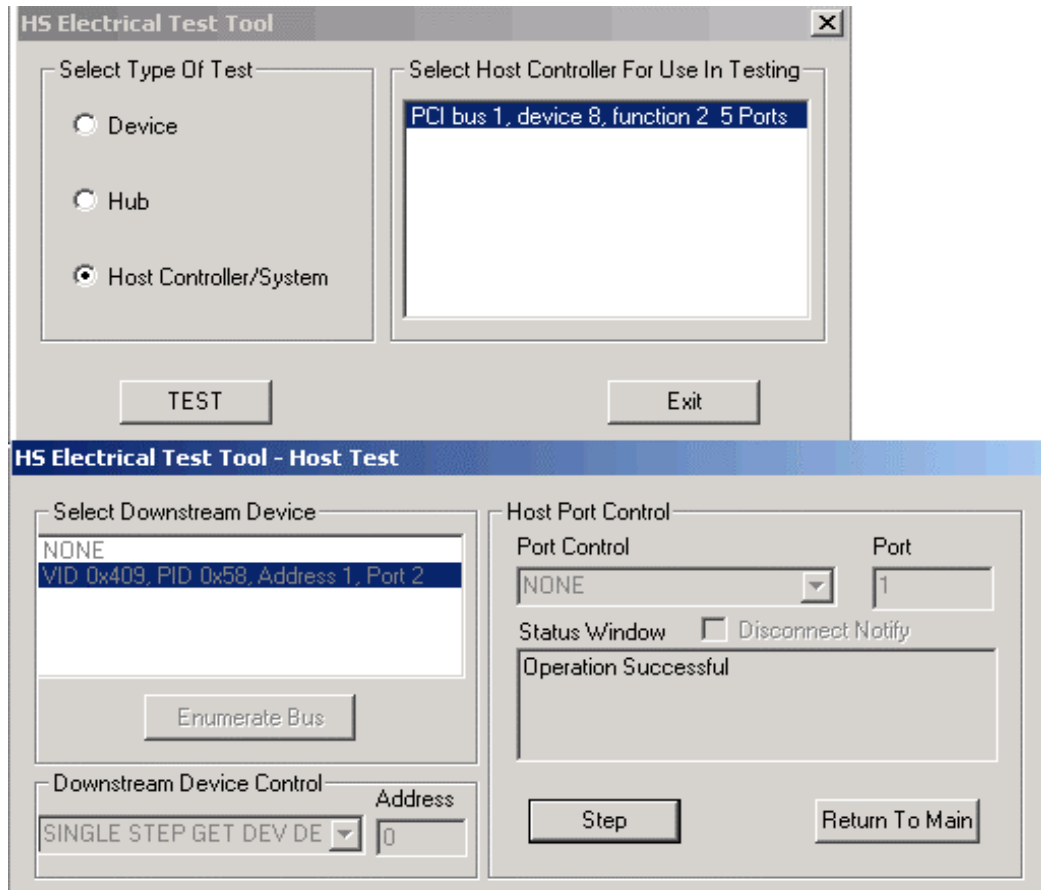 HS Electrical Test Tool
Select Type Of Test
Device
Hub
Host Controller/System
Select Host Controller For Use In Testing
PCI bus 1, device 8, function 2 5 Ports
TEST
Exit
HS Electrical Test Tool - Host Test
Select Downstream Device
NONE
VID 0x409, PID 0x58, Address 1, Port 2
Enumerate Bus
Downstream Device Control
Address
SINGLE STEP GET DEV DE
0
Host Port Control
Port Control
Port
NONE
1
Status Window
Disconnect Notify
Operation Successful
Step
Return To Main